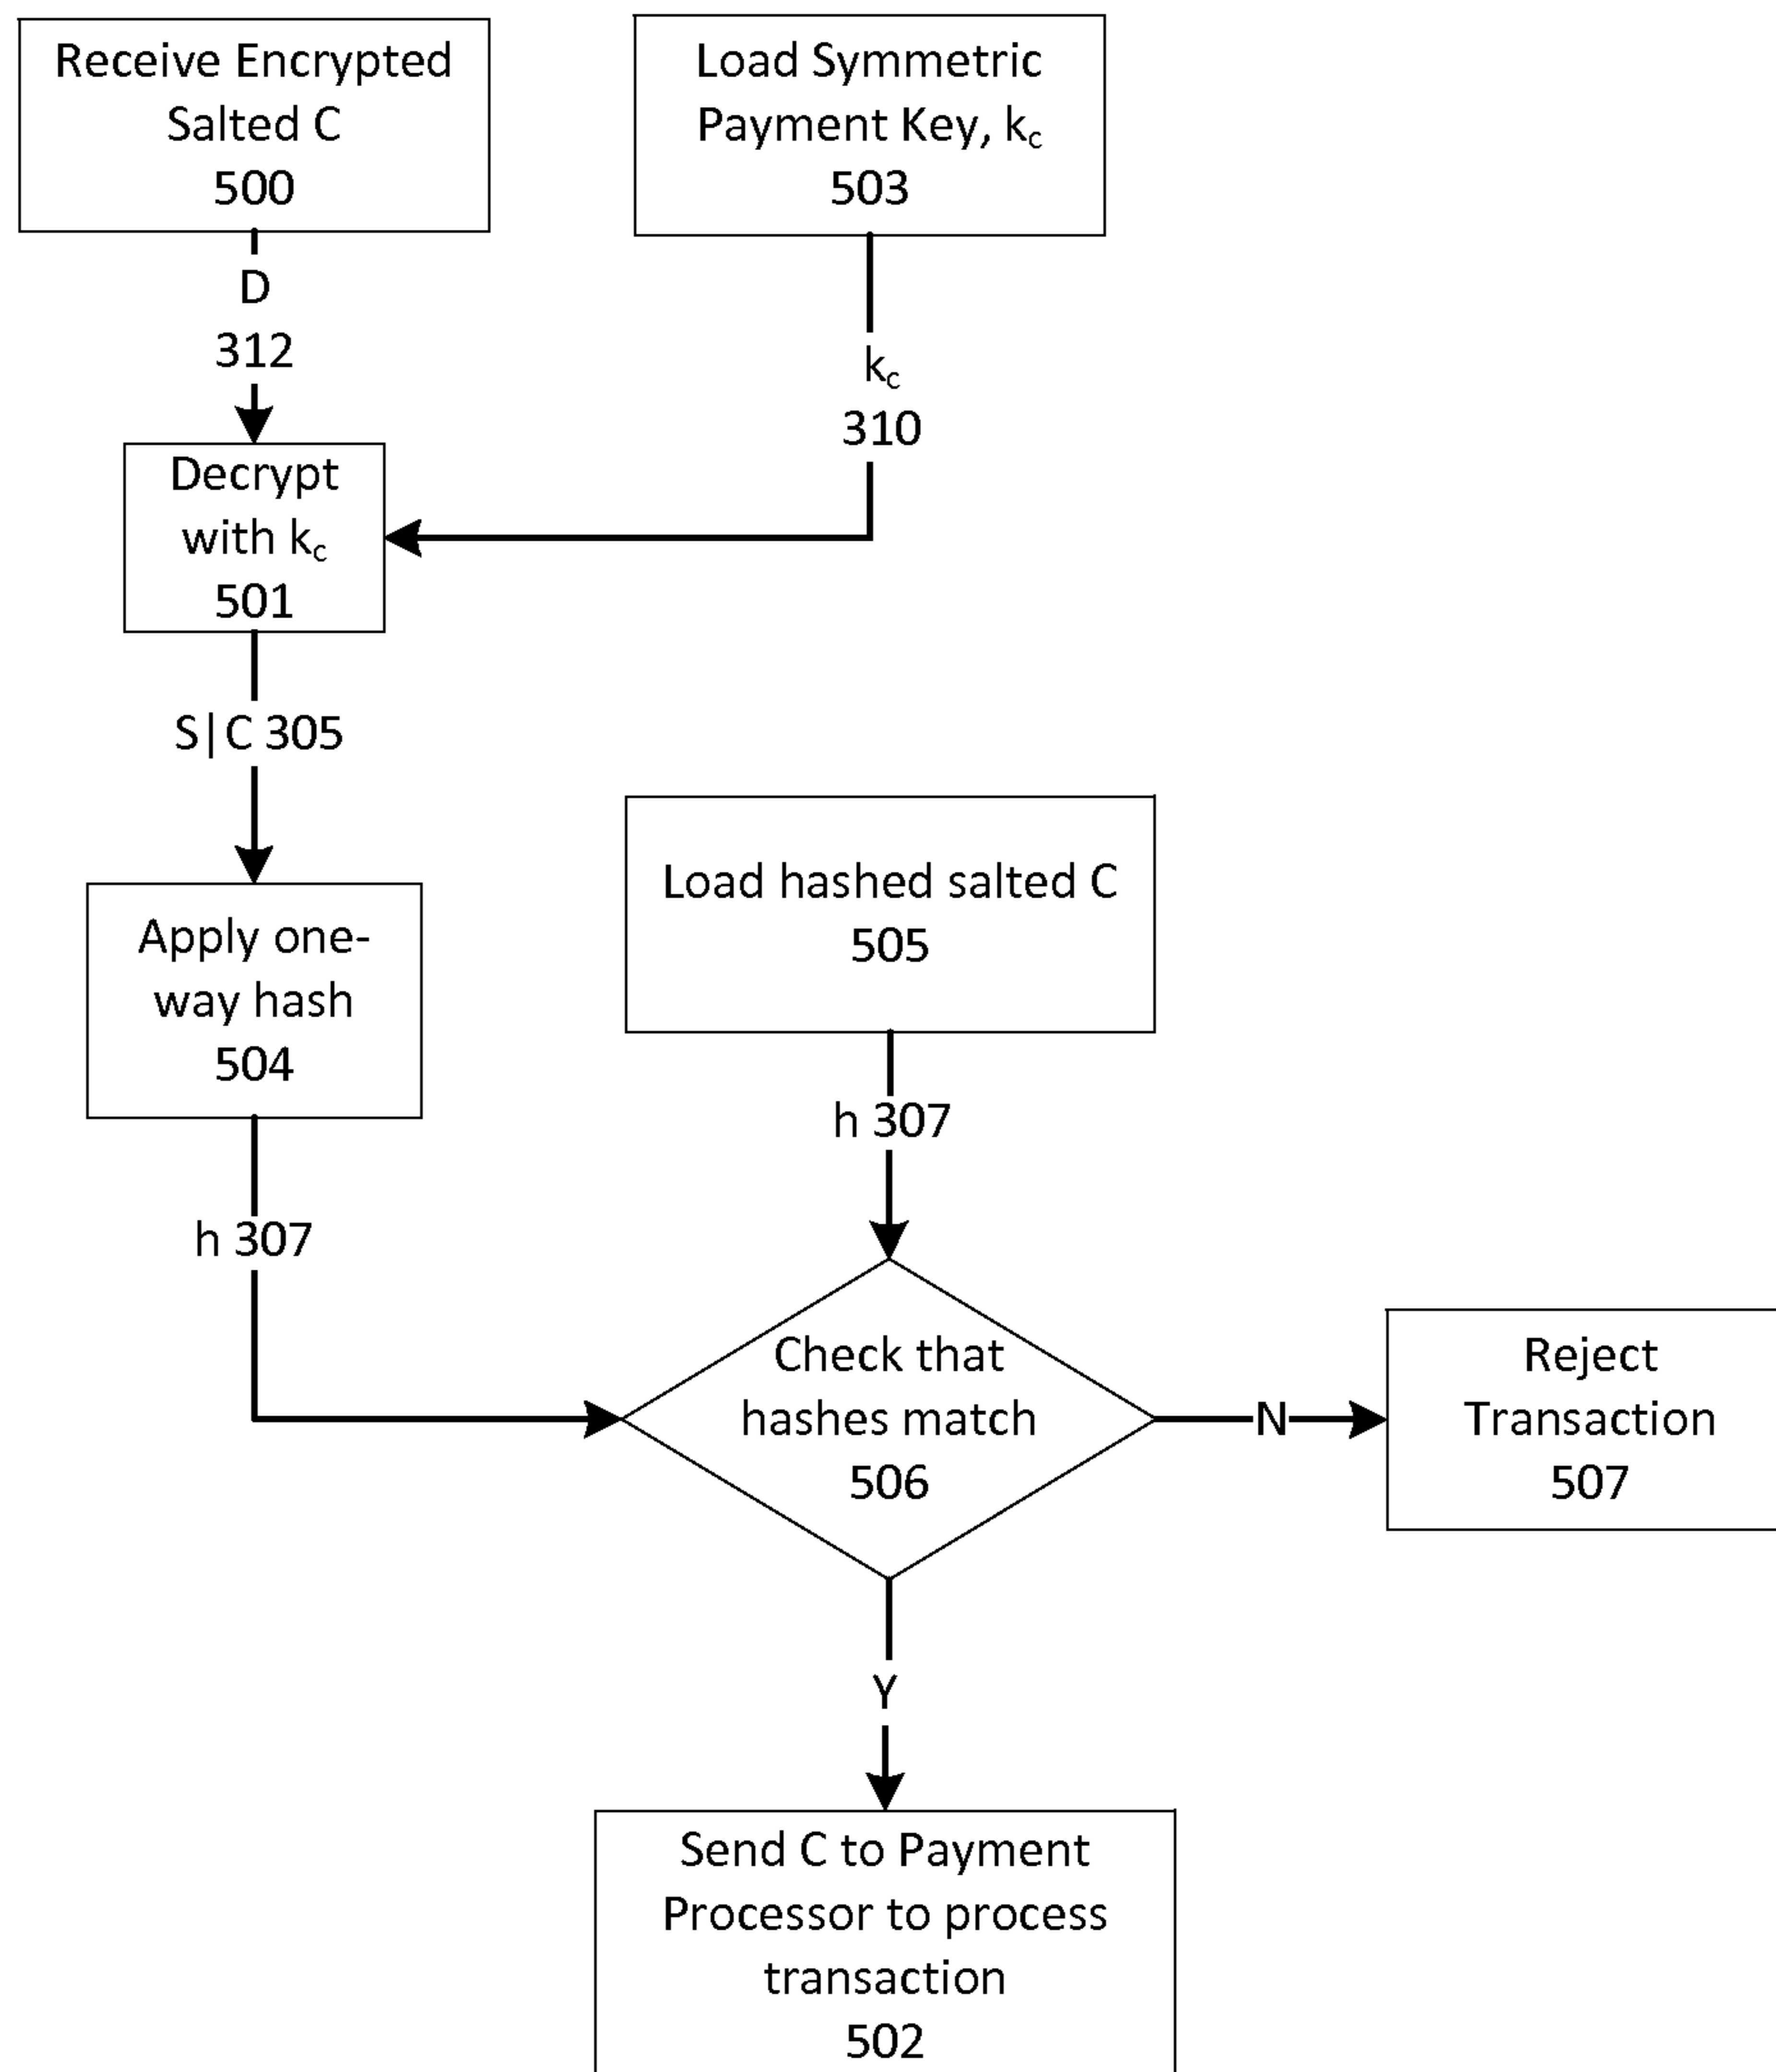 Receive Encrypted
Salted C
500
Load Symmetric
Payment Key, kc
503
D
312
kc
310
Decrypt
with kc
501
S|C 305
Load hashed salted C
505
Apply one-
way hash
504
h 307
h 307
Check that
hashes match
506
N
Reject
Transaction
507
Y
Send C to Payment
Processor to process
transaction
502